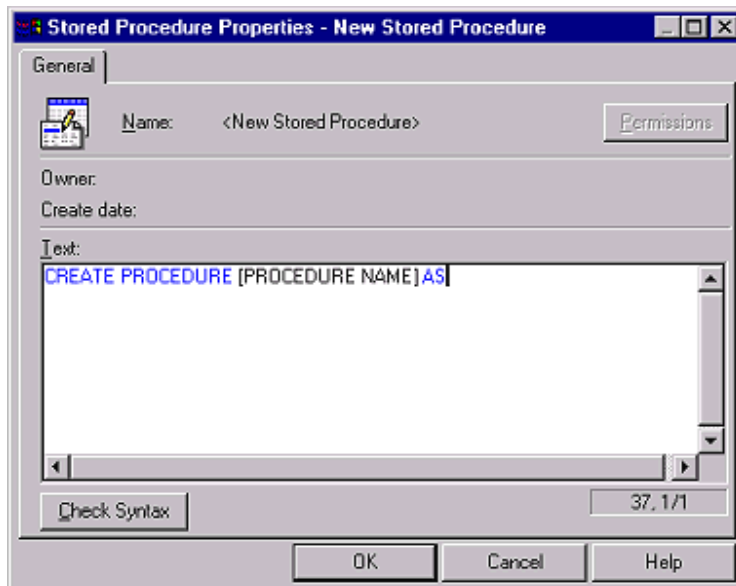 Stored Procedure Properties - New Stored Procedure
General
Name: <New Stored Procedure> Permissions
Owner:
Create date:
Text:
CREATE PROCEDURE [PROCEDURE NAME] AS
Check Syntax 37, 1/1
OK Cancel Help